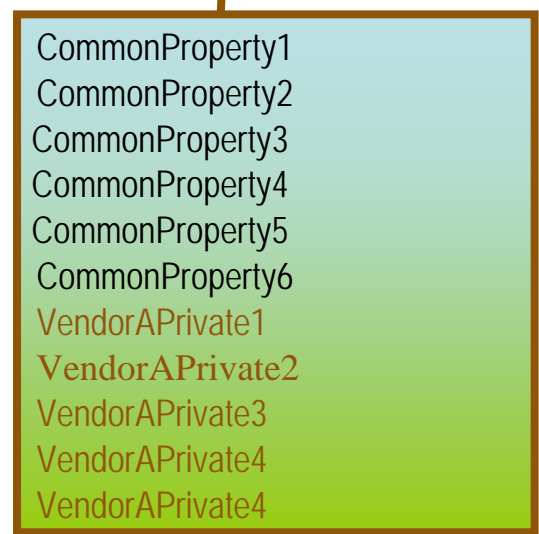 CommonProperty1
CommonProperty2
CommonProperty3
CommonProperty4
CommonProperty5
CommonProperty6
VendorAPrivate1
VendorAPrivate2
VendorAPrivate3
VendorAPrivate4
VendorAPrivate4